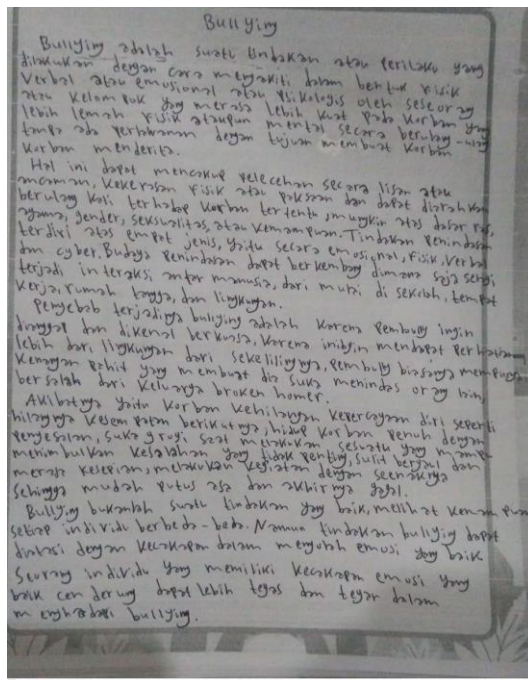 Bullying
Bullying adalah suatu tindakan atau perilaku yang
dilakukan dengan cara menyakiti dalam bentuk fisik
Verbal atau emosional atau psikologis oleh seseorang
atau kelompok yang merasa lebih kuat pada korban yang
lebih lemah fisik ataupun mental secara berulang-ulang
tanpa ada perlawanan dengan tujuan membuat korban
korban menderita.
Hal ini dapat mencakup pelecehan secara lisan atau
ancaman, kekerasan fisik atau paksaan dan dapat diarahkan
berulang kali terhadap korban tertentu, mungkin atas dasar ras,
agama, gender, seksualitas, atau kemampuan. Tindakan penindasan
terdiri atas empat jenis, yaitu secara emosional, fisik, verbal
dan cyber. Budaya penindasan dapat berkembang dimana saja
terjadi interaksi antar manusia, dari mulai di sekolah, tempat
kerja, rumah tangga, dan lingkungan.
Penyebab terjadinya buliying adalah karena pembuly ingin
dianggap dan dikenal berkuasa, karena ingin mendapat perhatian
lebih dari lingkungan dari sekelilingnya, pembully biasanya mempunyai
kenangan pahit yang membuat dia suka menindas orang lain,
bersalah dari keluarga broken homer.
Akibatnya yaitu korban kehilangan kepercayaan diri seperti
hilangnya kesempatan berikutnya, hidup korban penuh dengan
penyesalan, suka grogi saat melakukan sesuatu yang mampu
menimbulkan kesalahan yang tidak penting, sulit bergaul dan
merasa kesepian, melakukan kegiatan dengan seenaknya
sehingga mudah putus asa dan akhirnya gagal.
Bullying bukanlah suatu tindakan yang baik, melihat kemampuan
setiap individu berbeda-beda. Namun tindakan buliying dapat
diatasi dengan kecakapan dalam mengolah emosi yang baik
Seorang individu yang memiliki kecakapan emosi yang
baik cenderung dapat lebih tegas dan tegar dalam
menghadapi bullying.